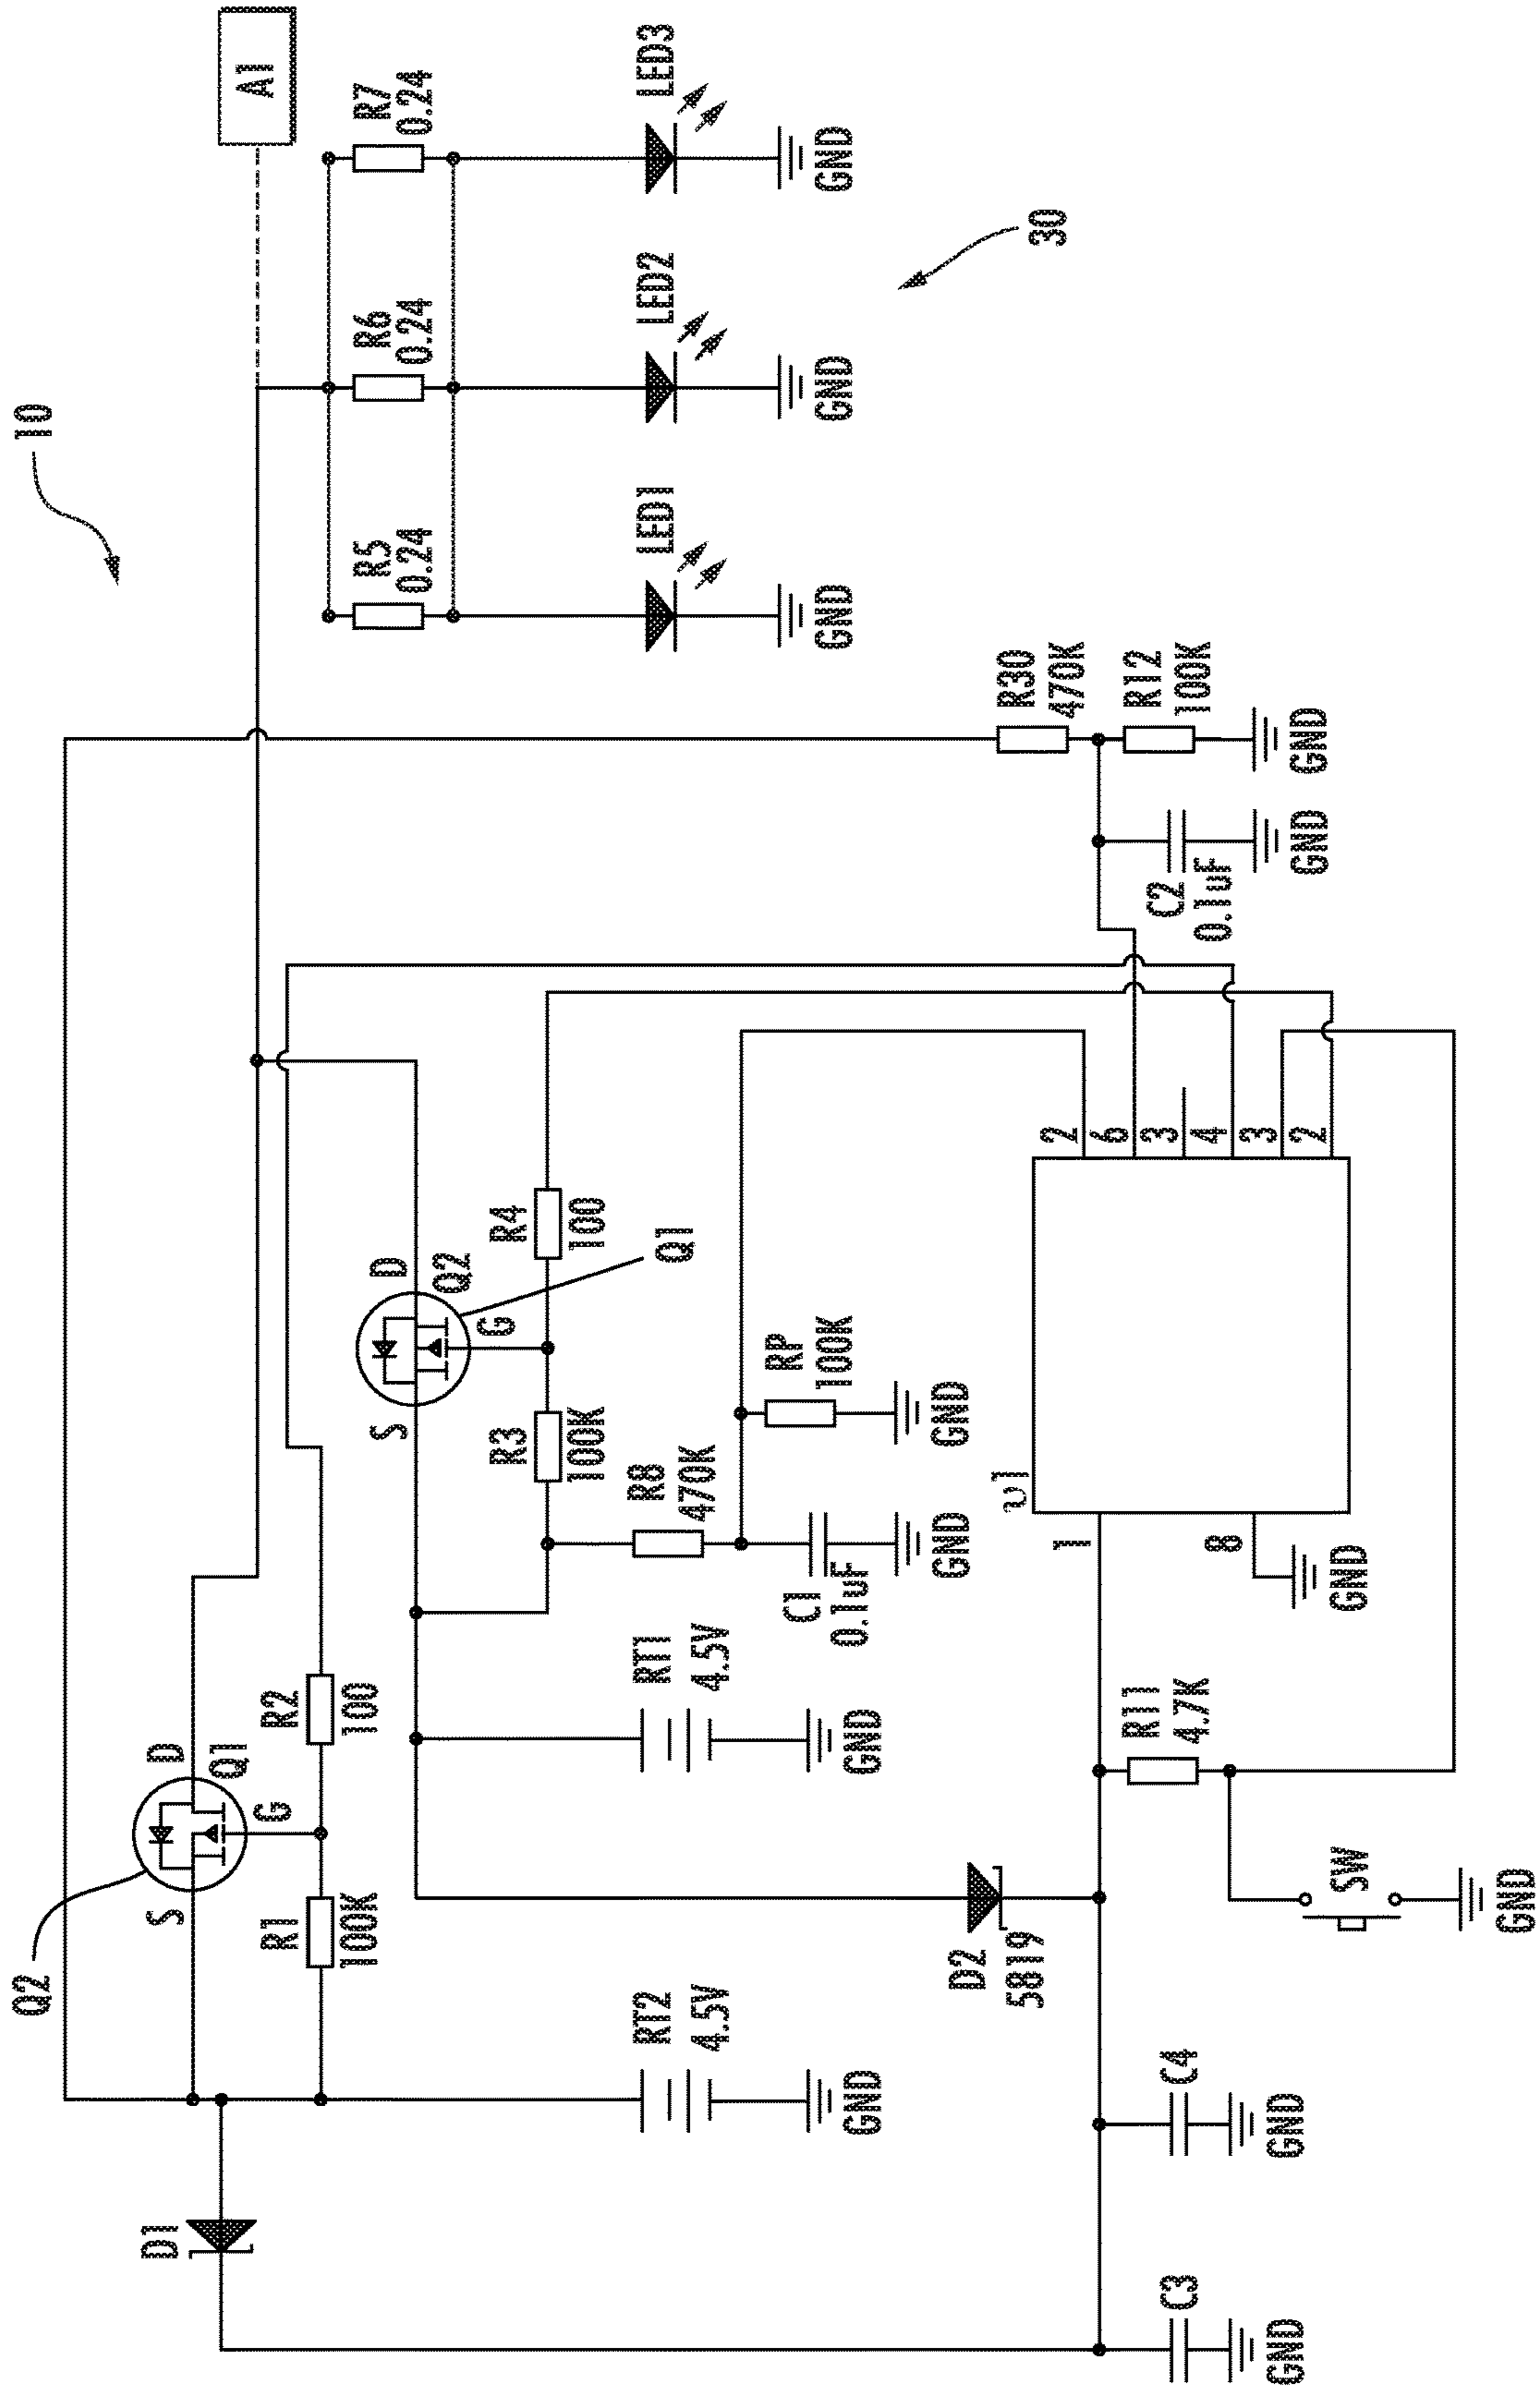 10
A1
R5
0.24
R6
0.24
R7
0.24
LED1
LED2
LED3
GND
GND
GND
30
Q2
S
D
Q1
G
R1
100K
R2
100
D1
RT2
4.5V
GND
RT1
4.5V
GND
S
D
Q2
G
Q1
R3
100K
R4
100
R8
470K
C1
0.1uF
GND
RP
100K
GND
D2
5819
R30
470K
R12
100K
GND
C2
0.1uF
GND
1
8
GND
2
6
3
4
3
2
R11
4.7K
SW
GND
C3
GND
C4
GND